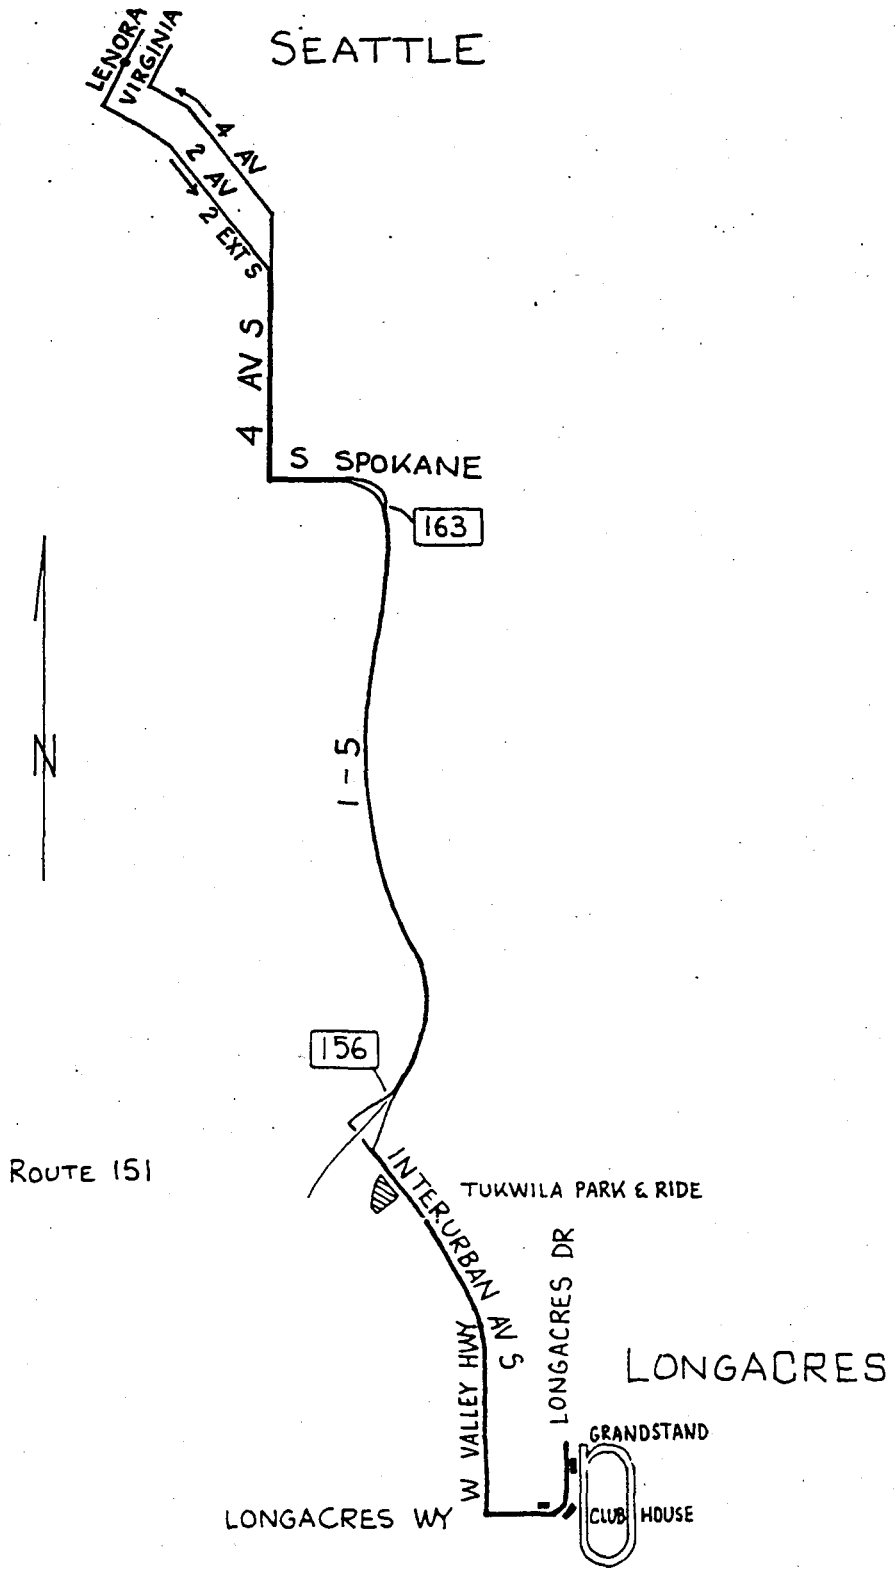 SEATTLE
LENORA
VIRGINIA
4 AV
2 AV
2 EXT S
4 AV S
S SPOKANE
163
N
I-5
156
ROUTE 151
INTERURBAN AV S
TUKWILA PARK & RIDE
LONGACRES DR
W VALLEY HWY
LONGACRES
GRANDSTAND
LONGACRES WY
CLUB HOUSE